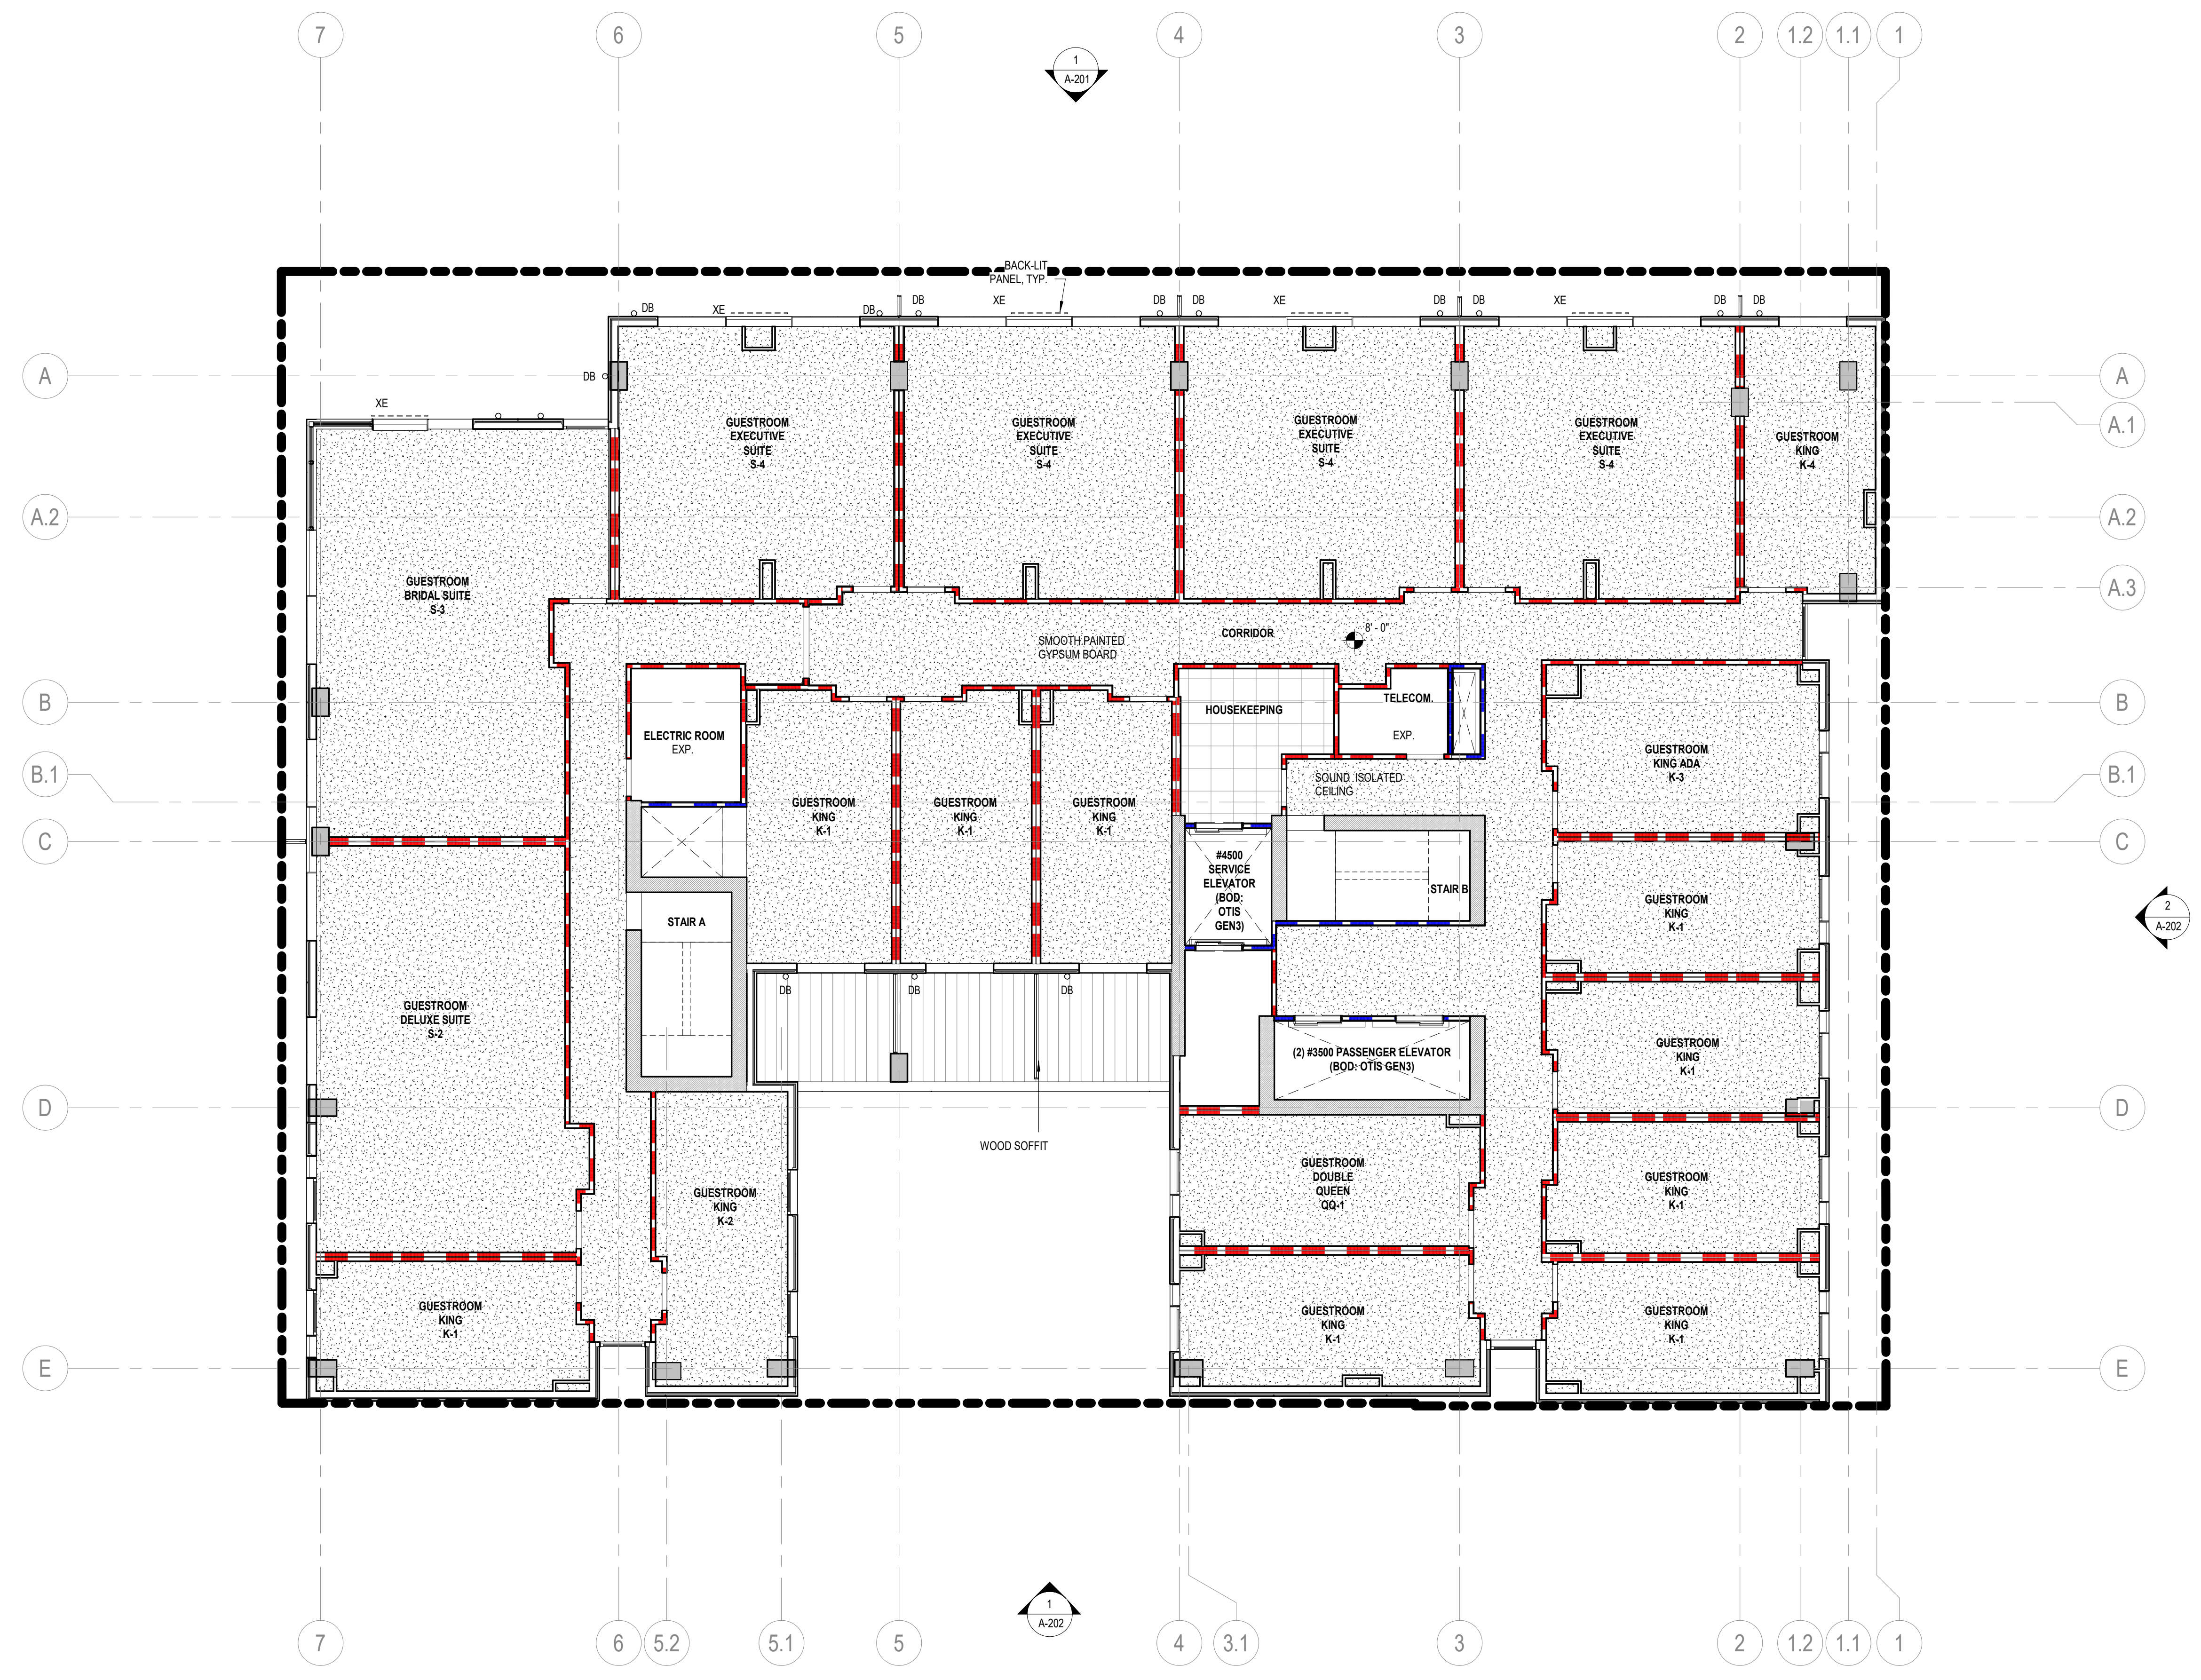 7
6
5
4
3
2
1.2
1.1
1
1
A-201
BACK-LIT
PANEL, TYP.
DB
XE
DB
DB
XE
DB
DB
XE
DB
DB
XE
DB
DB
A
DB
A
XE
A.1
GUESTROOM
EXECUTIVE
SUITE
S-4
GUESTROOM
EXECUTIVE
SUITE
S-4
GUESTROOM
EXECUTIVE
SUITE
S-4
GUESTROOM
EXECUTIVE
SUITE
S-4
GUESTROOM
KING
K-4
A.2
A.2
GUESTROOM
BRIDAL SUITE
S-3
A.3
SMOOTH PAINTED
GYPSUM BOARD
CORRIDOR
8' - 0"
B
HOUSEKEEPING
TELECOM.
EXP.
B
ELECTRIC ROOM
EXP.
GUESTROOM
KING ADA
K-3
B.1
SOUND ISOLATED
CEILING
B.1
GUESTROOM
KING
K-1
GUESTROOM
KING
K-1
GUESTROOM
KING
K-1
C
C
#4500
SERVICE
ELEVATOR
(BOD:
OTIS
GEN3)
STAIR B
STAIR A
GUESTROOM
KING
K-1
2
A-202
DB
DB
DB
GUESTROOM
DELUXE SUITE
S-2
(2) #3500 PASSENGER ELEVATOR
(BOD: OTIS GEN3)
GUESTROOM
KING
K-1
D
D
WOOD SOFFIT
GUESTROOM
KING
K-2
GUESTROOM
DOUBLE
QUEEN
QQ-1
GUESTROOM
KING
K-1
GUESTROOM
KING
K-1
GUESTROOM
KING
K-1
GUESTROOM
KING
K-1
E
E
1
A-202
7
6
5.2
5.1
5
4
3.1
3
2
1.2
1.1
1